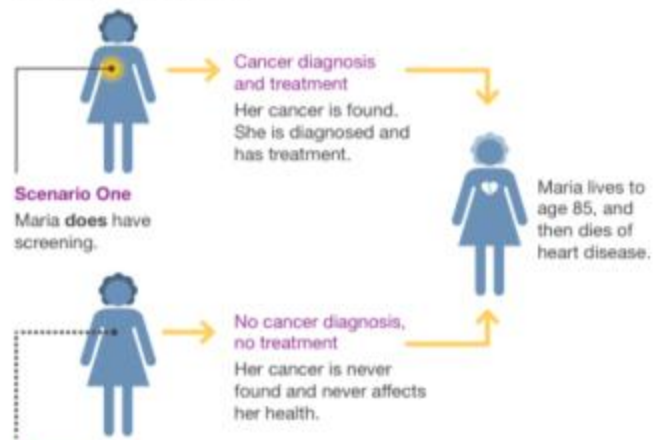 Cancer diagnosis
and treatment
Her cancer is found.
She is diagnosed and
has treatment.
Scenario One
Maria does have
screening.
Maria lives to
age 85, and
then dies of
heart disease.
No cancer diagnosis,
no treatment
Her cancer is never
found and never affects
her health.